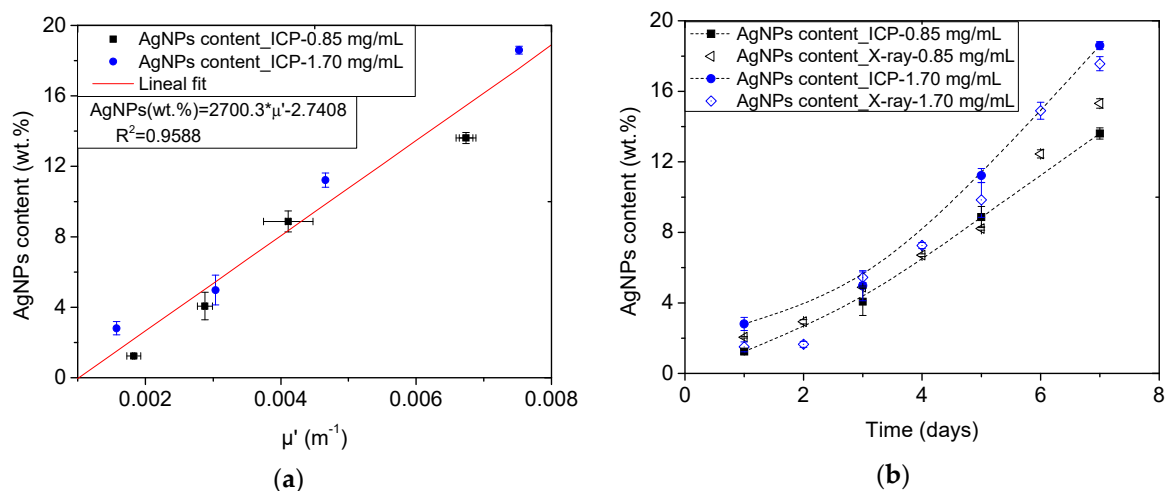 20
16
12
8
4
0
AgNPs content (wt.%)
AgNPs content_ICP-0.85 mg/mL
AgNPs content_ICP-1.70 mg/mL
Lineal fit
AgNPs(wt.%)=2700.3*μ'-2.7408
R²=0.9588
0.002 0.004 0.006 0.008
μ' (m⁻¹)
(a)
20
16
12
8
4
0
AgNPs content (wt.%)
AgNPs content_ICP-0.85 mg/mL
AgNPs content_X-ray-0.85 mg/mL
AgNPs content_ICP-1.70 mg/mL
AgNPs content_X-ray-1.70 mg/mL
0 2 4 6 8
Time (days)
(b)